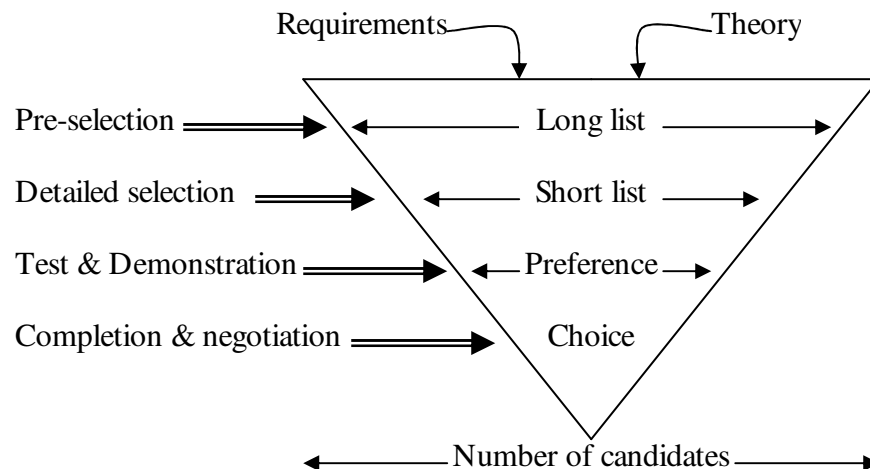 Requirements Theory
Pre-selection Long list
Detailed selection Short list
Test & Demonstration Preference
Completion & negotiation Choice
Number of candidates